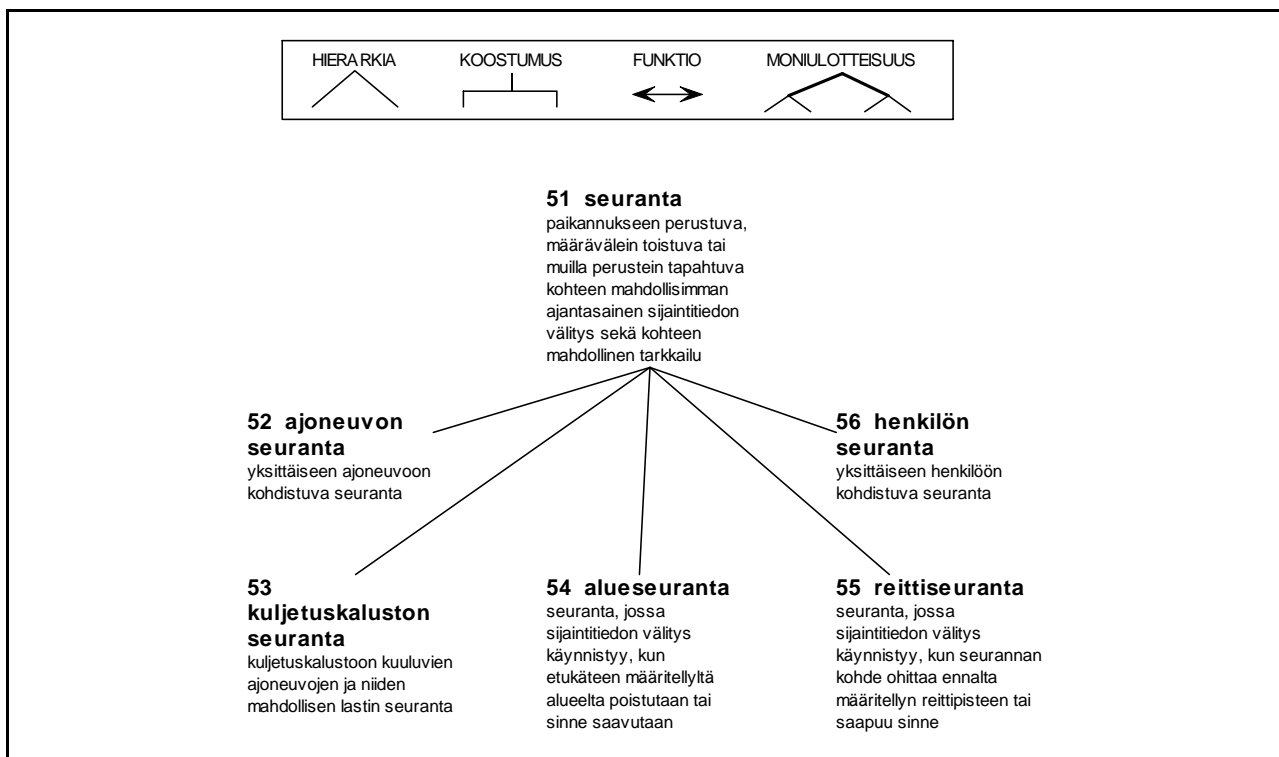 HIERARKIA KOOSTUMUS FUNKTIO MONIULOTTEISUUS
51 seuranta
paikannukseen perustuva,
määrävälein toistuva tai
muilla perustein tapahtuva
kohteen mahdollisimman
ajantasainen sijaintitiedon
välitys sekä kohteen
mahdollinen tarkkailu
52 ajoneuvon
seuranta
yksittäiseen ajoneuvoon
kohdistuva seuranta
56 henkilön
seuranta
yksittäiseen henkilöön
kohdistuva seuranta
53
kuljetuskaluston
seuranta
kuljetuskalustoon kuuluvien
ajoneuvojen ja niiden
mahdollisen lastin seuranta
54 alueseuranta
seuranta, jossa
sijaintitiedon välitys
käynnistyy, kun
etukäteen määritellyltä
alueelta poistutaan tai
sinne saavutaan
55 reittiseuranta
seuranta, jossa
sijaintitiedon välitys
käynnistyy, kun seurannan
kohde ohittaa ennalta
määritellyn reittipisteen tai
saapuu sinne